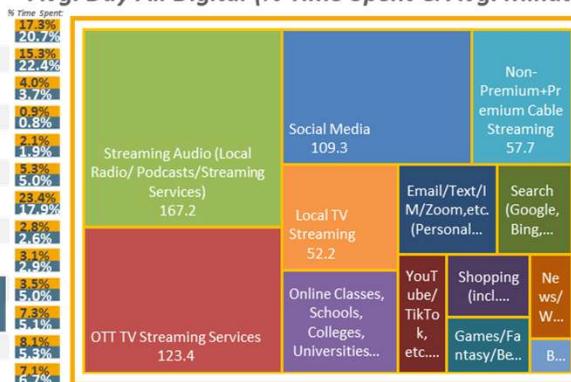 % Time Spent:
17.3%
20.7%
15.3%
22.4%
4.0%
3.7%
0.9%
0.8%
2.1%
1.9%
5.3%
5.0%
23.4%
17.9%
2.8%
2.6%
3.1%
2.9%
3.5%
5.0%
7.3%
5.1%
8.1%
5.3%
7.1%
6.7%
Streaming Audio (Local
Radio/ Podcasts/Streaming
Services)
167.2
OTT TV Streaming Services
123.4
Social Media
109.3
Non-
Premium+Pr
emium Cable
Streaming
57.7
Local TV
Streaming
52.2
Email/Text/I
M/Zoom,etc.
(Personal...
Search
(Google,
Bing,...
Online Classes,
Schools,
Colleges,
Universities...
YouT
ube/
TikTo
k,
etc....
Shopping
(incl....
Ne
ws/
W...
Games/Fa
ntasy/Be...
B...